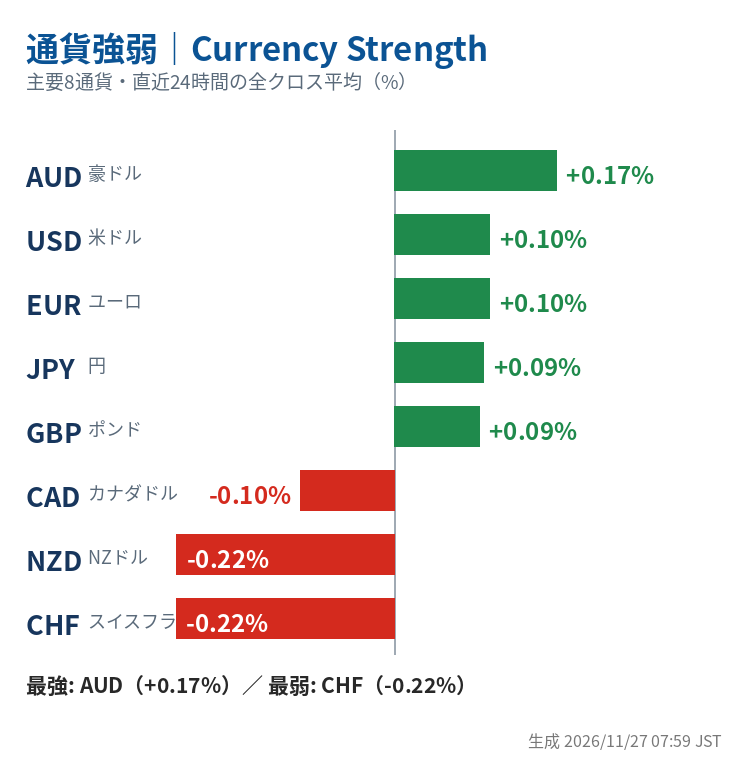 通貨強弱｜Currency Strength
主要8通貨・直近24時間の全クロス平均（%）
AUD 豪ドル +0.17%
USD 米ドル +0.10%
EUR ユーロ +0.10%
JPY 円 +0.09%
GBP ポンド +0.09%
CAD カナダドル -0.10%
NZD NZドル -0.22%
CHF スイスフラ -0.22%
最強: AUD（+0.17%）／ 最弱: CHF（-0.22%）
生成 2026/11/27 07:59 JST